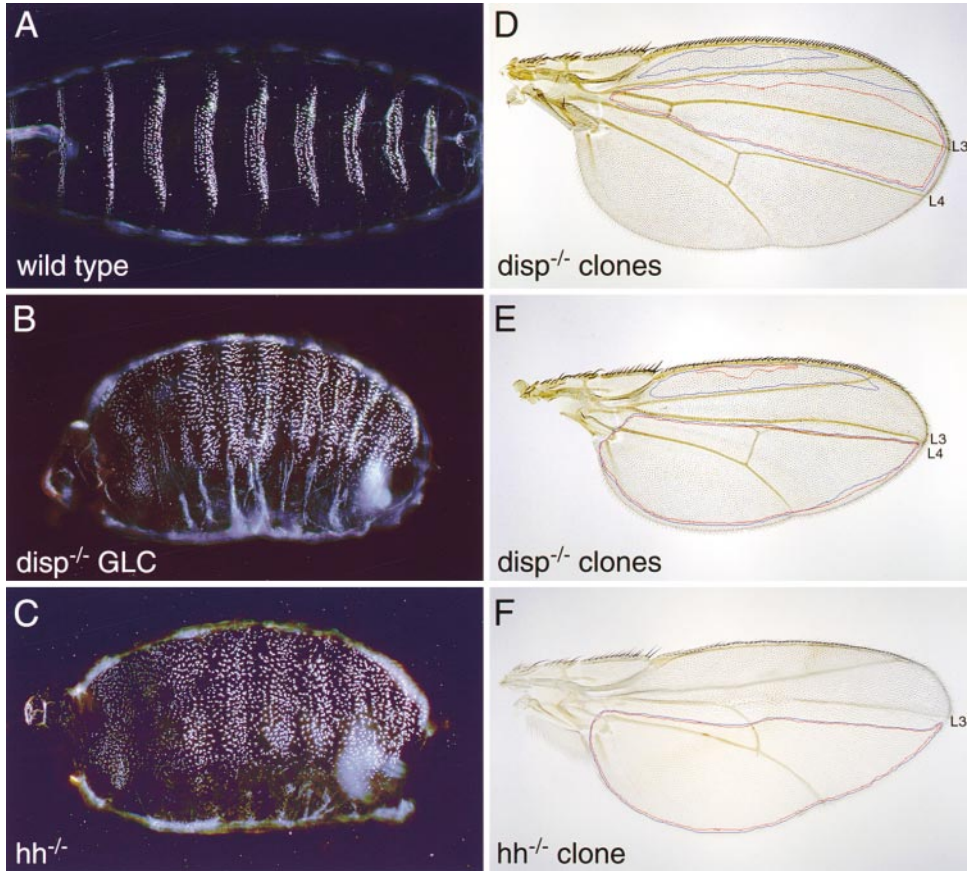 A
wild type
B
disp-/- GLC
C
hh-/-
D
L3
L4
disp-/- clones
E
L3
L4
disp-/- clones
F
L3
hh-/- clone